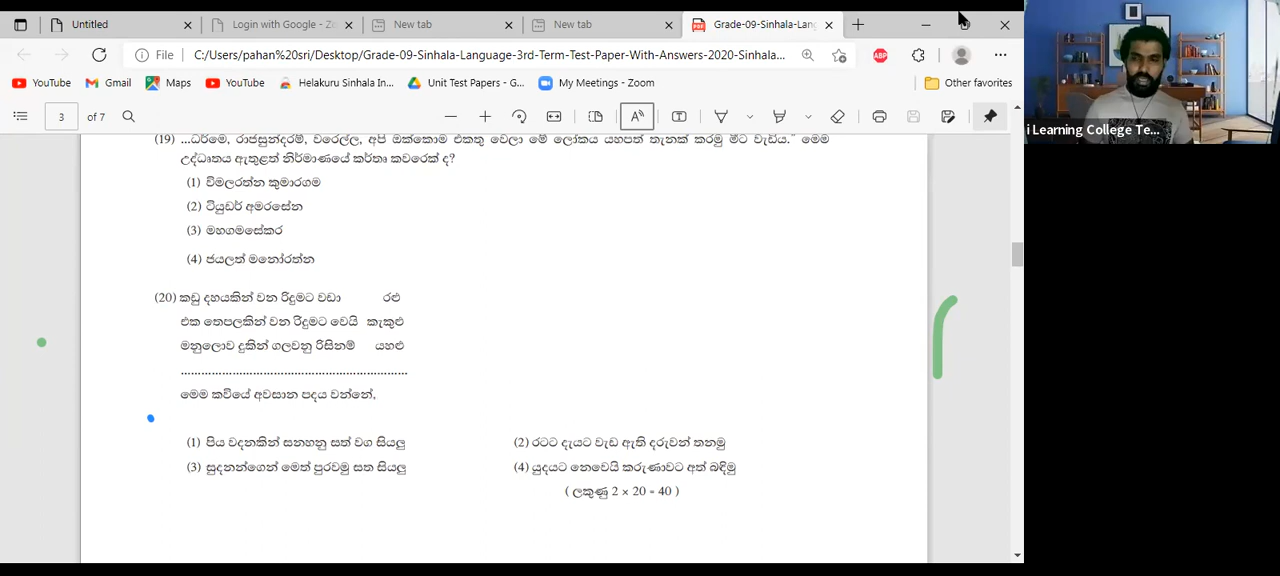 Untitled
Login with Google - Zo
New tab
New tab
Grade-09-Sinhala-Lang
File
C:/Users/pahan%20sri/Desktop/Grade-09-Sinhala-Language3rd-Term-Test-Paper-With-Answers-2020-Sinhala...
YouTube Gmail Maps YouTube Helakuru Sinhala In... Unit Test Papers - G... My Meetings - Zoom Other favorites
3 of 7
i Learning College Te...
(19) ...ධර්මෙ, රාජසුන්දරම්, වරෙල්ල, අපි ඔක්කොම එකතු වෙලා මේ ලෝකය යහපත් තැනක් කරමු මීට වැඩිය." මෙම
උද්ධෘතය ඇතුළත් නිර්මාණයේ කර්තෘ කවරෙක් ද?
(1) විමලරත්න කුමාරගම
(2) ටියුඩර් අමරසේන
(3) මහගමසේකර
(4) ජයලත් මනෝරත්න
(20) කඩු දහයකින් වන රිදුමට වඩා රළු
එක තෙපලකින් වන රිදුමට වෙයි කැකුළු
මනුලොව දුකින් ගලවනු රිසිනම් යහළු
....................................................................
මෙම කවියේ අවසාන පදය වන්නේ,
(1) පිය වදනකින් සනහනු සත් වග සියලු (2) රටට දැයට වැඩ ඇති දරුවන් තනමු
(3) සුදනන්ගෙන් මෙත් පුරවමු සත සියලු (4) යුදයට නෙවෙයි කරුණාවට අත් බඳිමු
( ලකුණු 2 × 20 = 40 )